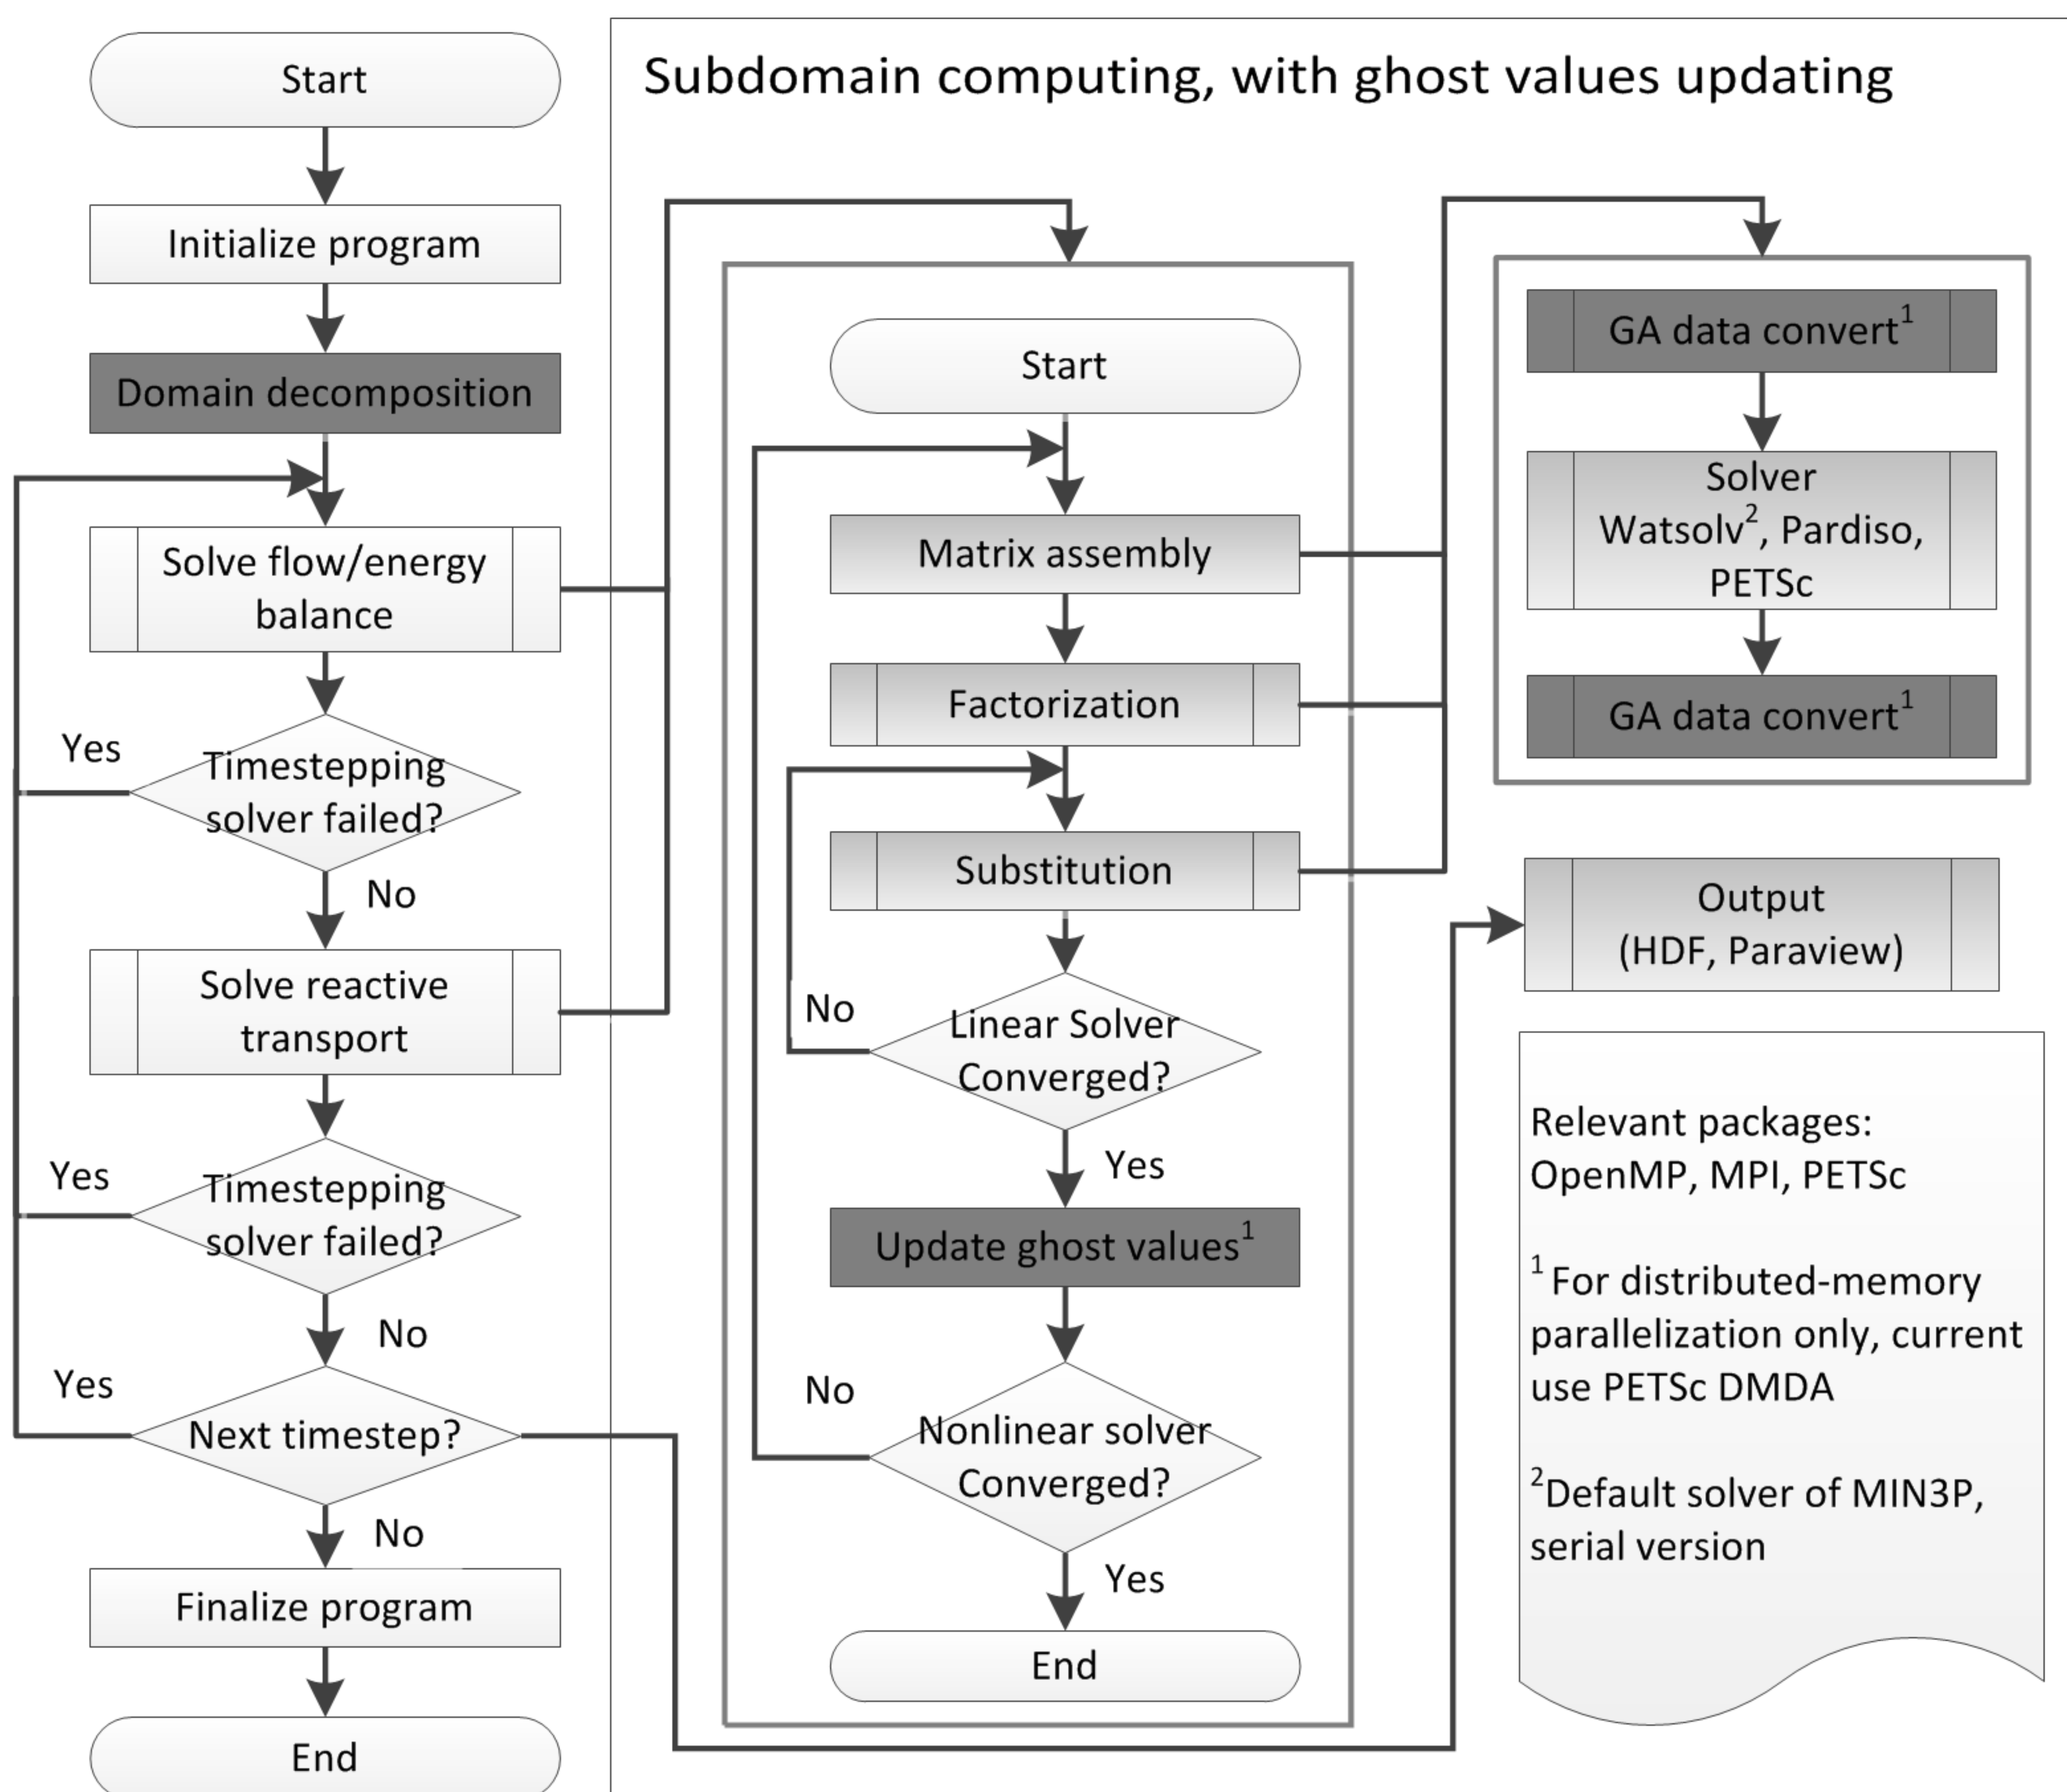 Start
Initialize program
Domain decomposition
Solve flow/energy
balance
Yes
Timestepping
solver failed?
No
Solve reactive
transport
Yes
Timestepping
solver failed?
No
Yes
Next timestep?
No
Finalize program
End
Subdomain computing, with ghost values updating
Start
Matrix assembly
Factorization
Substitution
No
Linear Solver
Converged?
Yes
Update ghost values¹
No
Nonlinear solver
Converged?
Yes
End
GA data convert¹
Solver
Watsolv², Pardiso,
PETSc
GA data convert¹
Output
(HDF, Paraview)
Relevant packages:
OpenMP, MPI, PETSc
¹ For distributed-memory
parallelization only, current
use PETSc DMDA
²Default solver of MIN3P,
serial version